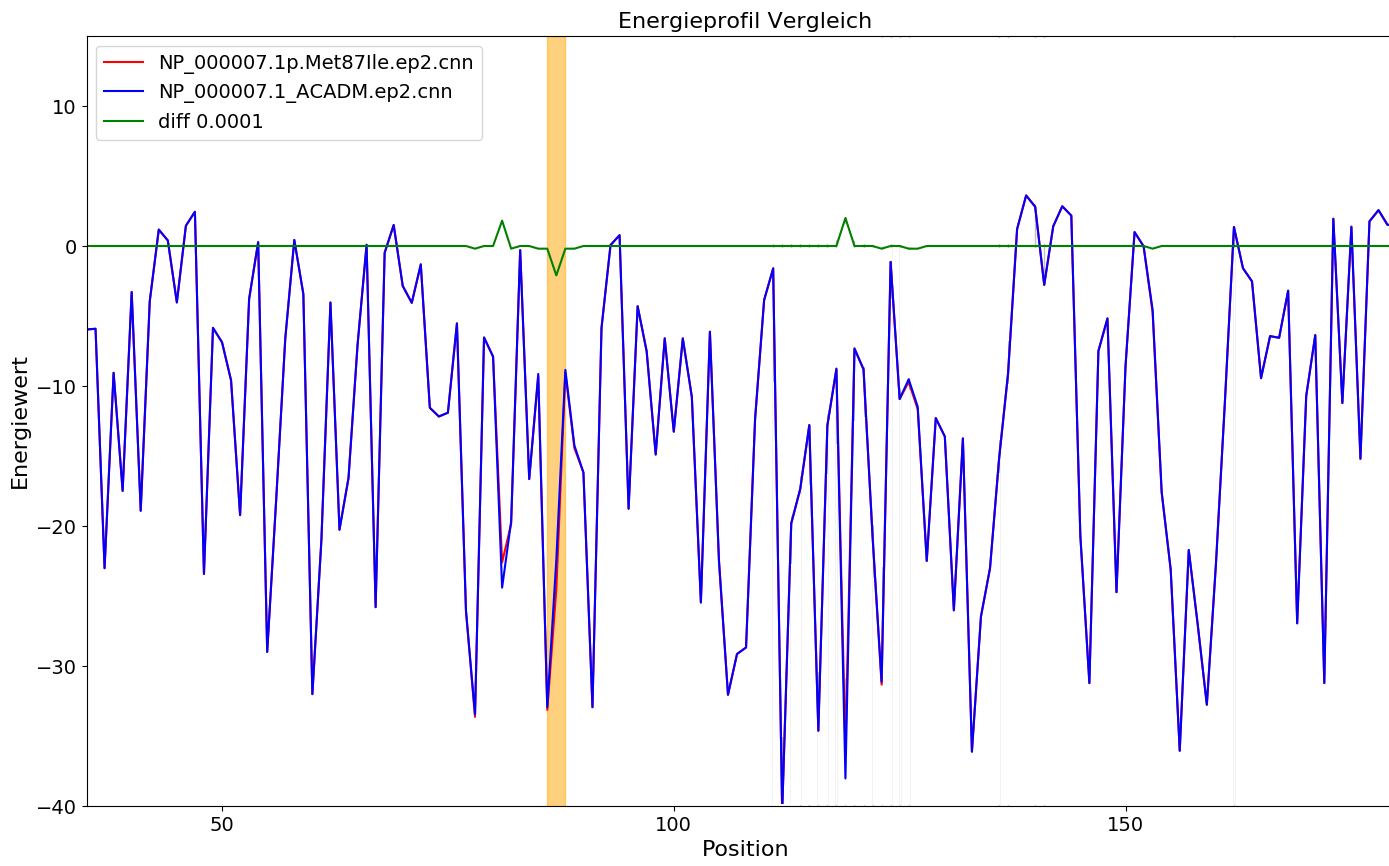 Energieprofil Vergleich
NP_000007.1p.Met87Ile.ep2.cnn
NP_000007.1_ACADM.ep2.cnn
diff 0.0001
10
0
−10
−20
−30
−40
Energiewert
50
100
150
Position